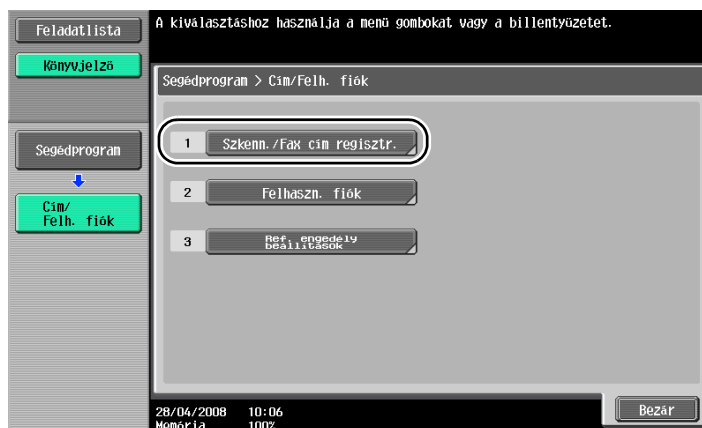 Feladatlista
A kiválasztáshoz használja a menü gombokat vagy a billentyűzetet.
Könyvjelző
Segédprogram > Cím/Felh. fiók
1 Szkenn./Fax cím regisztr.
Segédprogram
2 Felhaszn. fiók
Cím/
Felh. fiók
3 Ref. engedély
beállítások
28/04/2008 10:06
Memória 100%
Bezár